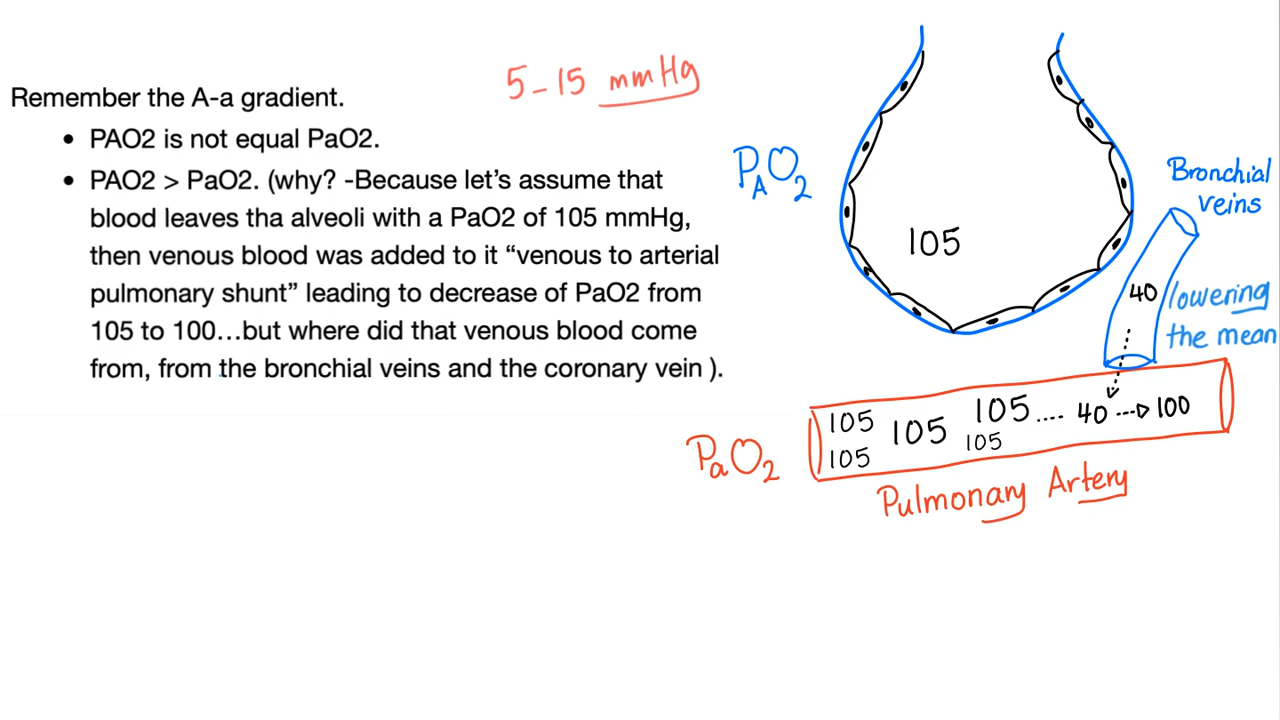 5-15 mmHg
Remember the A-a gradient.
• PAO2 is not equal PaO2.
• PAO2 > PaO2. (why? -Because let's assume that
blood leaves tha alveoli with a PaO2 of 105 mmHg,
then venous blood was added to it “venous to arterial
pulmonary shunt” leading to decrease of PaO2 from
105 to 100…but where did that venous blood come
from, from the bronchial veins and the coronary vein ).
PAO2
105
Bronchial
veins
40
lowering
the mean
PaO2
105 105 105 .... 40 ---> 100
105 105
Pulmonary Artery